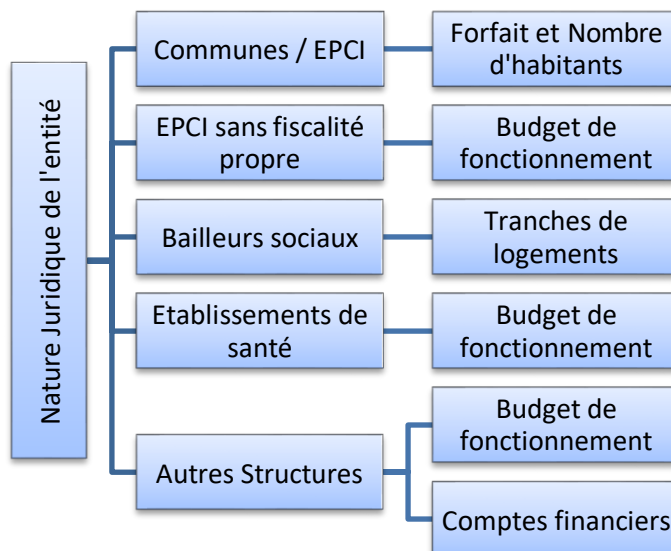 Nature Juridique de l'entité
Communes / EPCI
Forfait et Nombre
d'habitants
EPCI sans fiscalité
propre
Budget de
fonctionnement
Bailleurs sociaux
Tranches de
logements
Etablissements de
santé
Budget de
fonctionnement
Autres Structures
Budget de
fonctionnement
Comptes financiers